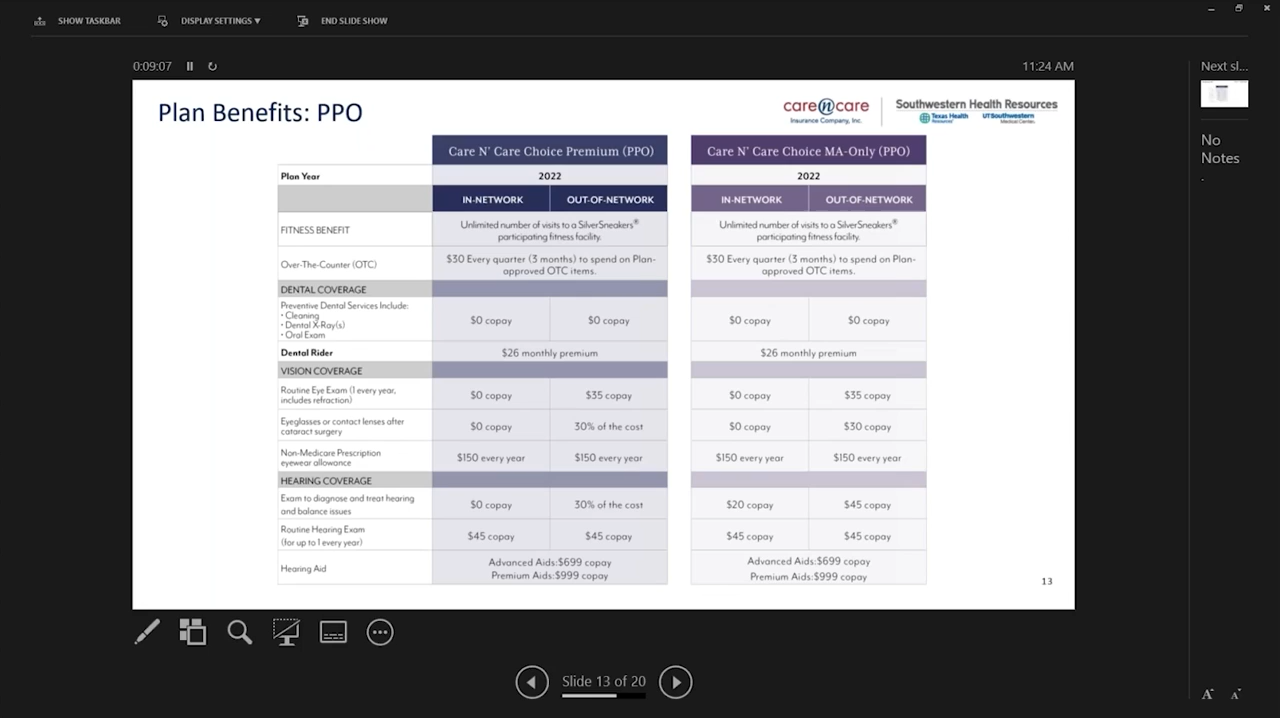 SHOW TASKBAR
DISPLAY SETTINGS ▼
END SLIDE SHOW
0:09:07
11:24 AM
Next sl...
No
Notes
Plan Benefits: PPO
care n care
Insurance Company, Inc.
Southwestern Health Resources
Texas Health
Resources
UTSouthwestern
Medical Center
Care N' Care Choice Premium (PPO)
Care N' Care Choice MA-Only (PPO)
Plan Year
2022
2022
IN-NETWORK
OUT-OF-NETWORK
IN-NETWORK
OUT-OF-NETWORK
FITNESS BENEFIT
Unlimited number of visits to a SilverSneakers®
participating fitness facility.
Unlimited number of visits to a SilverSneakers®
participating fitness facility.
Over-The-Counter (OTC)
$30 Every quarter (3 months) to spend on Plan-
approved OTC items.
$30 Every quarter (3 months) to spend on Plan-
approved OTC items.
DENTAL COVERAGE
Preventive Dental Services Include:
• Cleaning
• Dental X-Ray(s)
• Oral Exam
$0 copay
$0 copay
$0 copay
$0 copay
Dental Rider
$26 monthly premium
$26 monthly premium
VISION COVERAGE
Routine Eye Exam (1 every year,
includes refraction)
$0 copay
$35 copay
$0 copay
$35 copay
Eyeglasses or contact lenses after
cataract surgery
$0 copay
30% of the cost
$0 copay
$30 copay
Non-Medicare Prescription
eyewear allowance
$150 every year
$150 every year
$150 every year
$150 every year
HEARING COVERAGE
Exam to diagnose and treat hearing
and balance issues
$0 copay
30% of the cost
$20 copay
$45 copay
Routine Hearing Exam
(for up to 1 every year)
$45 copay
$45 copay
$45 copay
$45 copay
Hearing Aid
Advanced Aids:$699 copay
Premium Aids:$999 copay
Advanced Aids:$699 copay
Premium Aids:$999 copay
13
Slide 13 of 20
A A